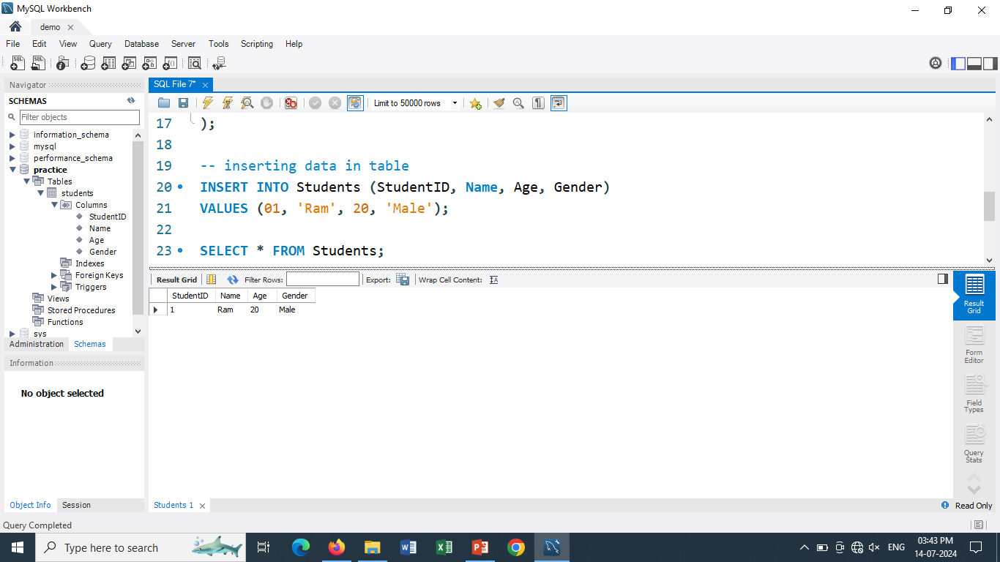 MySQL Workbench
demo
File Edit View Query Database Server Tools Scripting Help
Navigator
SCHEMAS
Filter objects
information_schema
mysql
performance_schema
practice
Tables
students
Columns
StudentID
Name
Age
Gender
Indexes
Foreign Keys
Triggers
Views
Stored Procedures
Functions
sys
Administration Schemas
Information
No object selected
Object Info Session
SQL File 7*
Limit to 50000 rows
17 );
18
19 -- inserting data in table
20 INSERT INTO Students (StudentID, Name, Age, Gender)
21 VALUES (01, 'Ram', 20, 'Male');
22
23 SELECT * FROM Students;
Result Grid Filter Rows: Export: Wrap Cell Content:
StudentID Name Age Gender
1 Ram 20 Male
Result
Grid
Form
Editor
Field
Types
Query
Stats
Students 1
Read Only
Query Completed
Type here to search
ENG
03:43 PM
14-07-2024